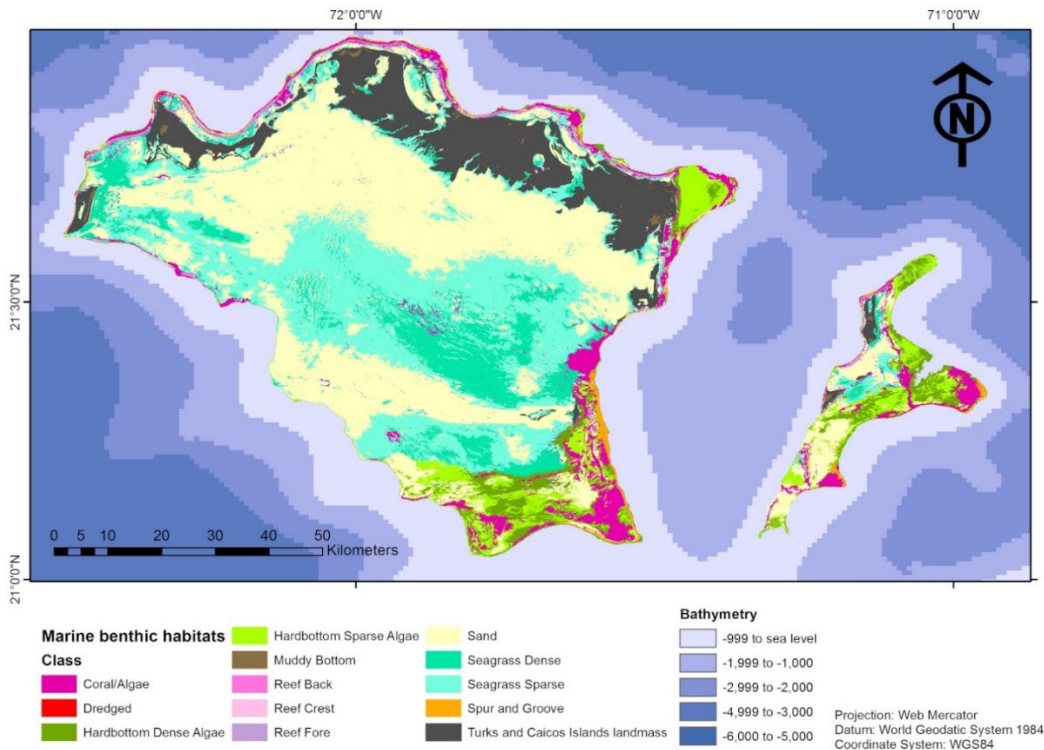 72°0'0"W
71°0'0"W
N
21°30'0"N
21°0'0"N
0 5 10 20 30 40 50
Kilometers
Marine benthic habitats
Class
Coral/Algae
Dredged
Hardbottom Dense Algae
Hardbottom Sparse Algae
Muddy Bottom
Reef Back
Reef Crest
Reef Fore
Sand
Seagrass Dense
Seagrass Sparse
Spur and Groove
Turks and Caicos Islands landmass
Bathymetry
-999 to sea level
-1,999 to -1,000
-2,999 to -2,000
-4,999 to -3,000
-6,000 to -5,000
Projection: Web Mercator
Datum: World Geodatic System 1984
Coordinate System: WGS84